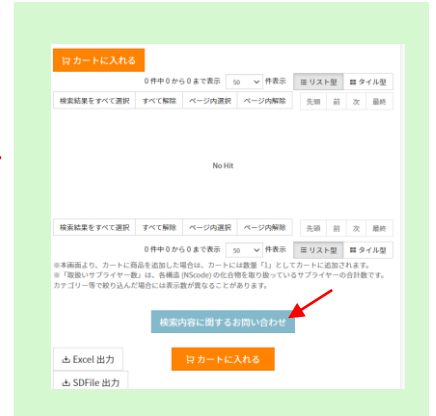 カートに入れる
0 件中 0 から 0 まで表示 50 件表示 リスト型 タイル型
検索結果をすべて選択 すべて解除 ページ内選択 ページ内解除 先頭 前 次 最終
No Hit
検索結果をすべて選択 すべて解除 ページ内選択 ページ内解除 先頭 前 次 最終
0 件中 0 から 0 まで表示 50 件表示 リスト型 タイル型
※本画面より、カートに商品を追加した場合は、カートには数量「1」としてカートに追加されます。
※「取扱いサプライヤー数」は、各構造 (NScode) の化合物を取り扱っているサプライヤーの合計数です。
カテゴリー等で絞り込んだ場合には表示数が異なることがあります。
検索内容に関するお問い合わせ
Excel 出力 カートに入れる
SDFile 出力